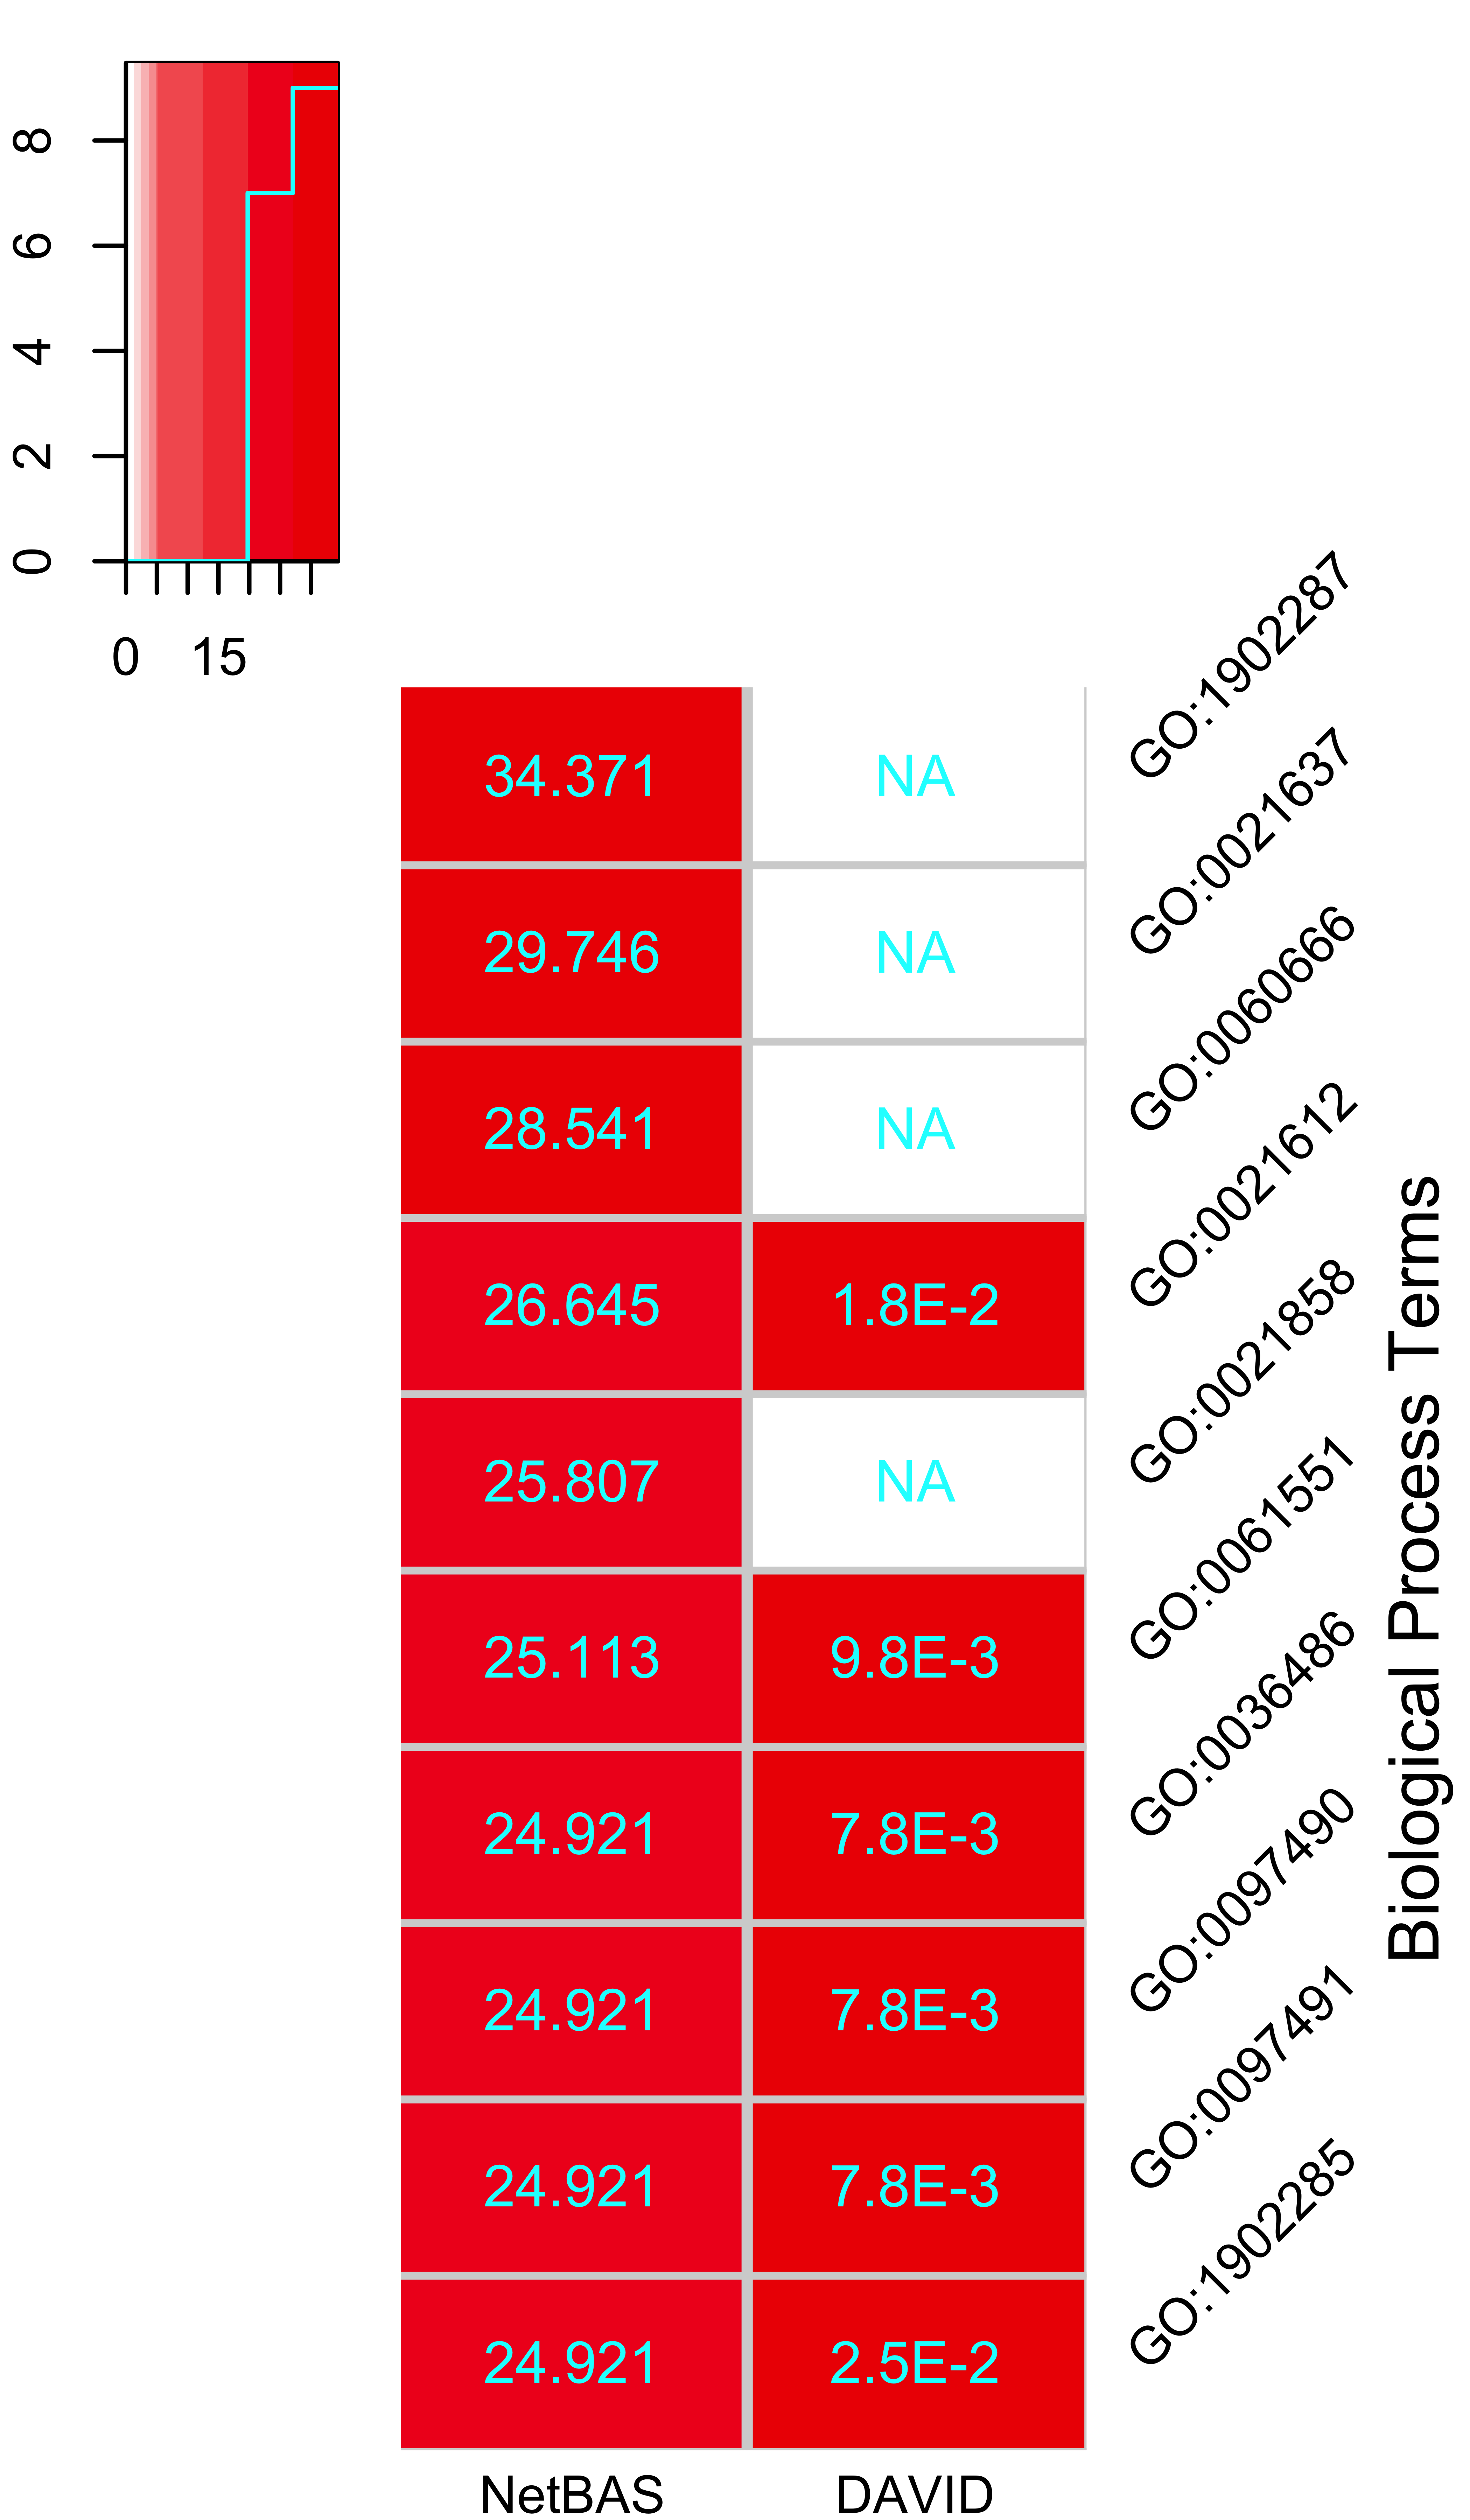 8
6
4
2
0
0 15
34.371 NA GO:1902287
29.746 NA GO:0021637
28.541 NA GO:0060666
26.645 1.8E-2 GO:0021612
25.807 NA GO:0021858
25.113 9.8E-3 GO:0061551
24.921 7.8E-3 GO:0036486
24.921 7.8E-3 GO:0097490
24.921 7.8E-3 GO:0097491
24.921 2.5E-2 GO:1902285
NetBAS DAVID
Biological Process Terms